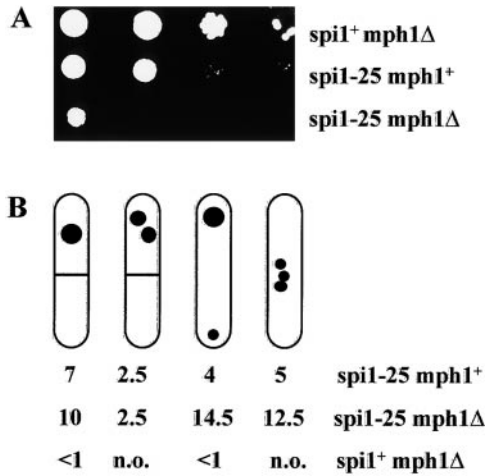 A
spi1+ mph1Δ
spi1-25 mph1+
spi1-25 mph1Δ
B
7 2.5 4 5 spi1-25 mph1+
10 2.5 14.5 12.5 spi1-25 mph1Δ
<1 n.o. <1 n.o. spi1+ mph1Δ